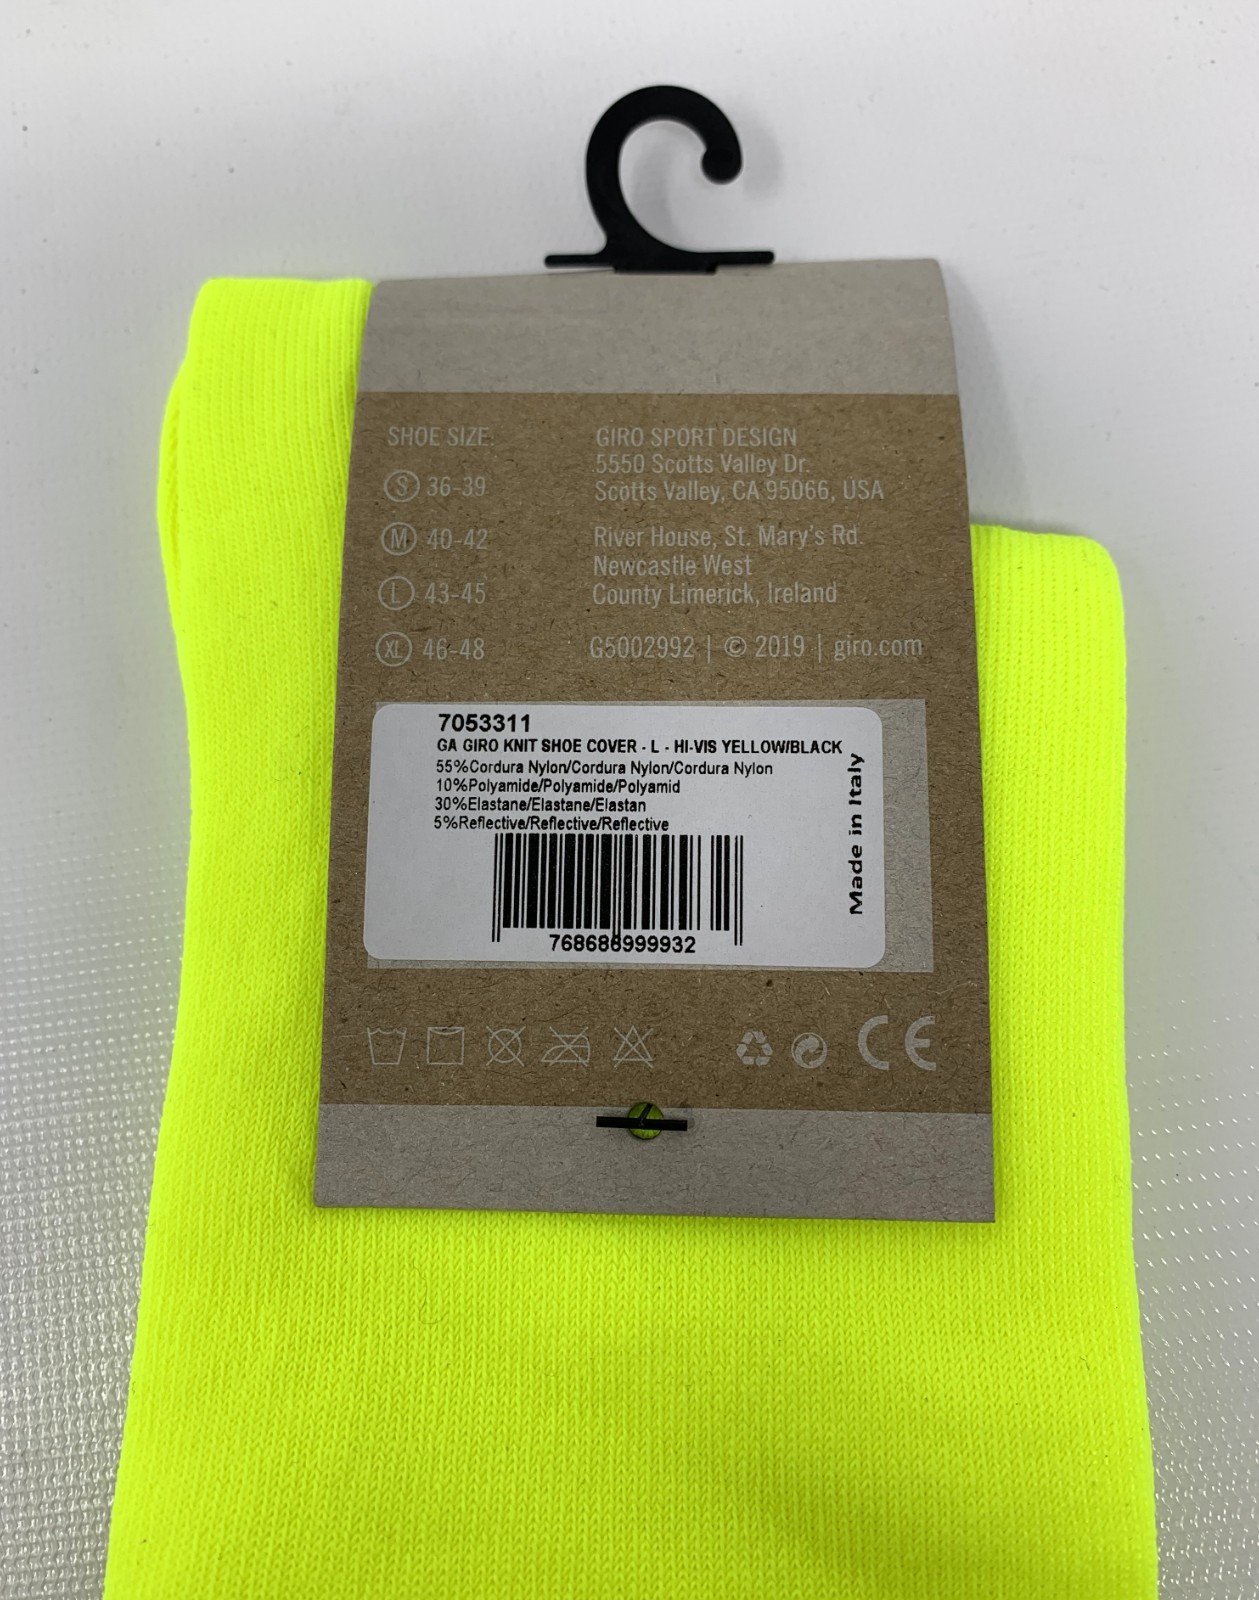 SHOE SIZE:
S 36-39
M 40-42
L 43-45
XL 46-48
GIRO SPORT DESIGN
5550 Scotts Valley Dr.
Scotts Valley, CA 95066, USA
River House, St. Mary's Rd.
Newcastle West
County Limerick, Ireland
G5002992 | © 2019 | giro.com
7053311
GA GIRO KNIT SHOE COVER - L - HI-VIS YELLOW/BLACK
55%Cordura Nylon/Cordura Nylon/Cordura Nylon
10%Polyamide/Polyamide/Polyamid
30%Elastane/Elastane/Elastan
5%Reflective/Reflective/Reflective
768686999932
Made in Italy
CE